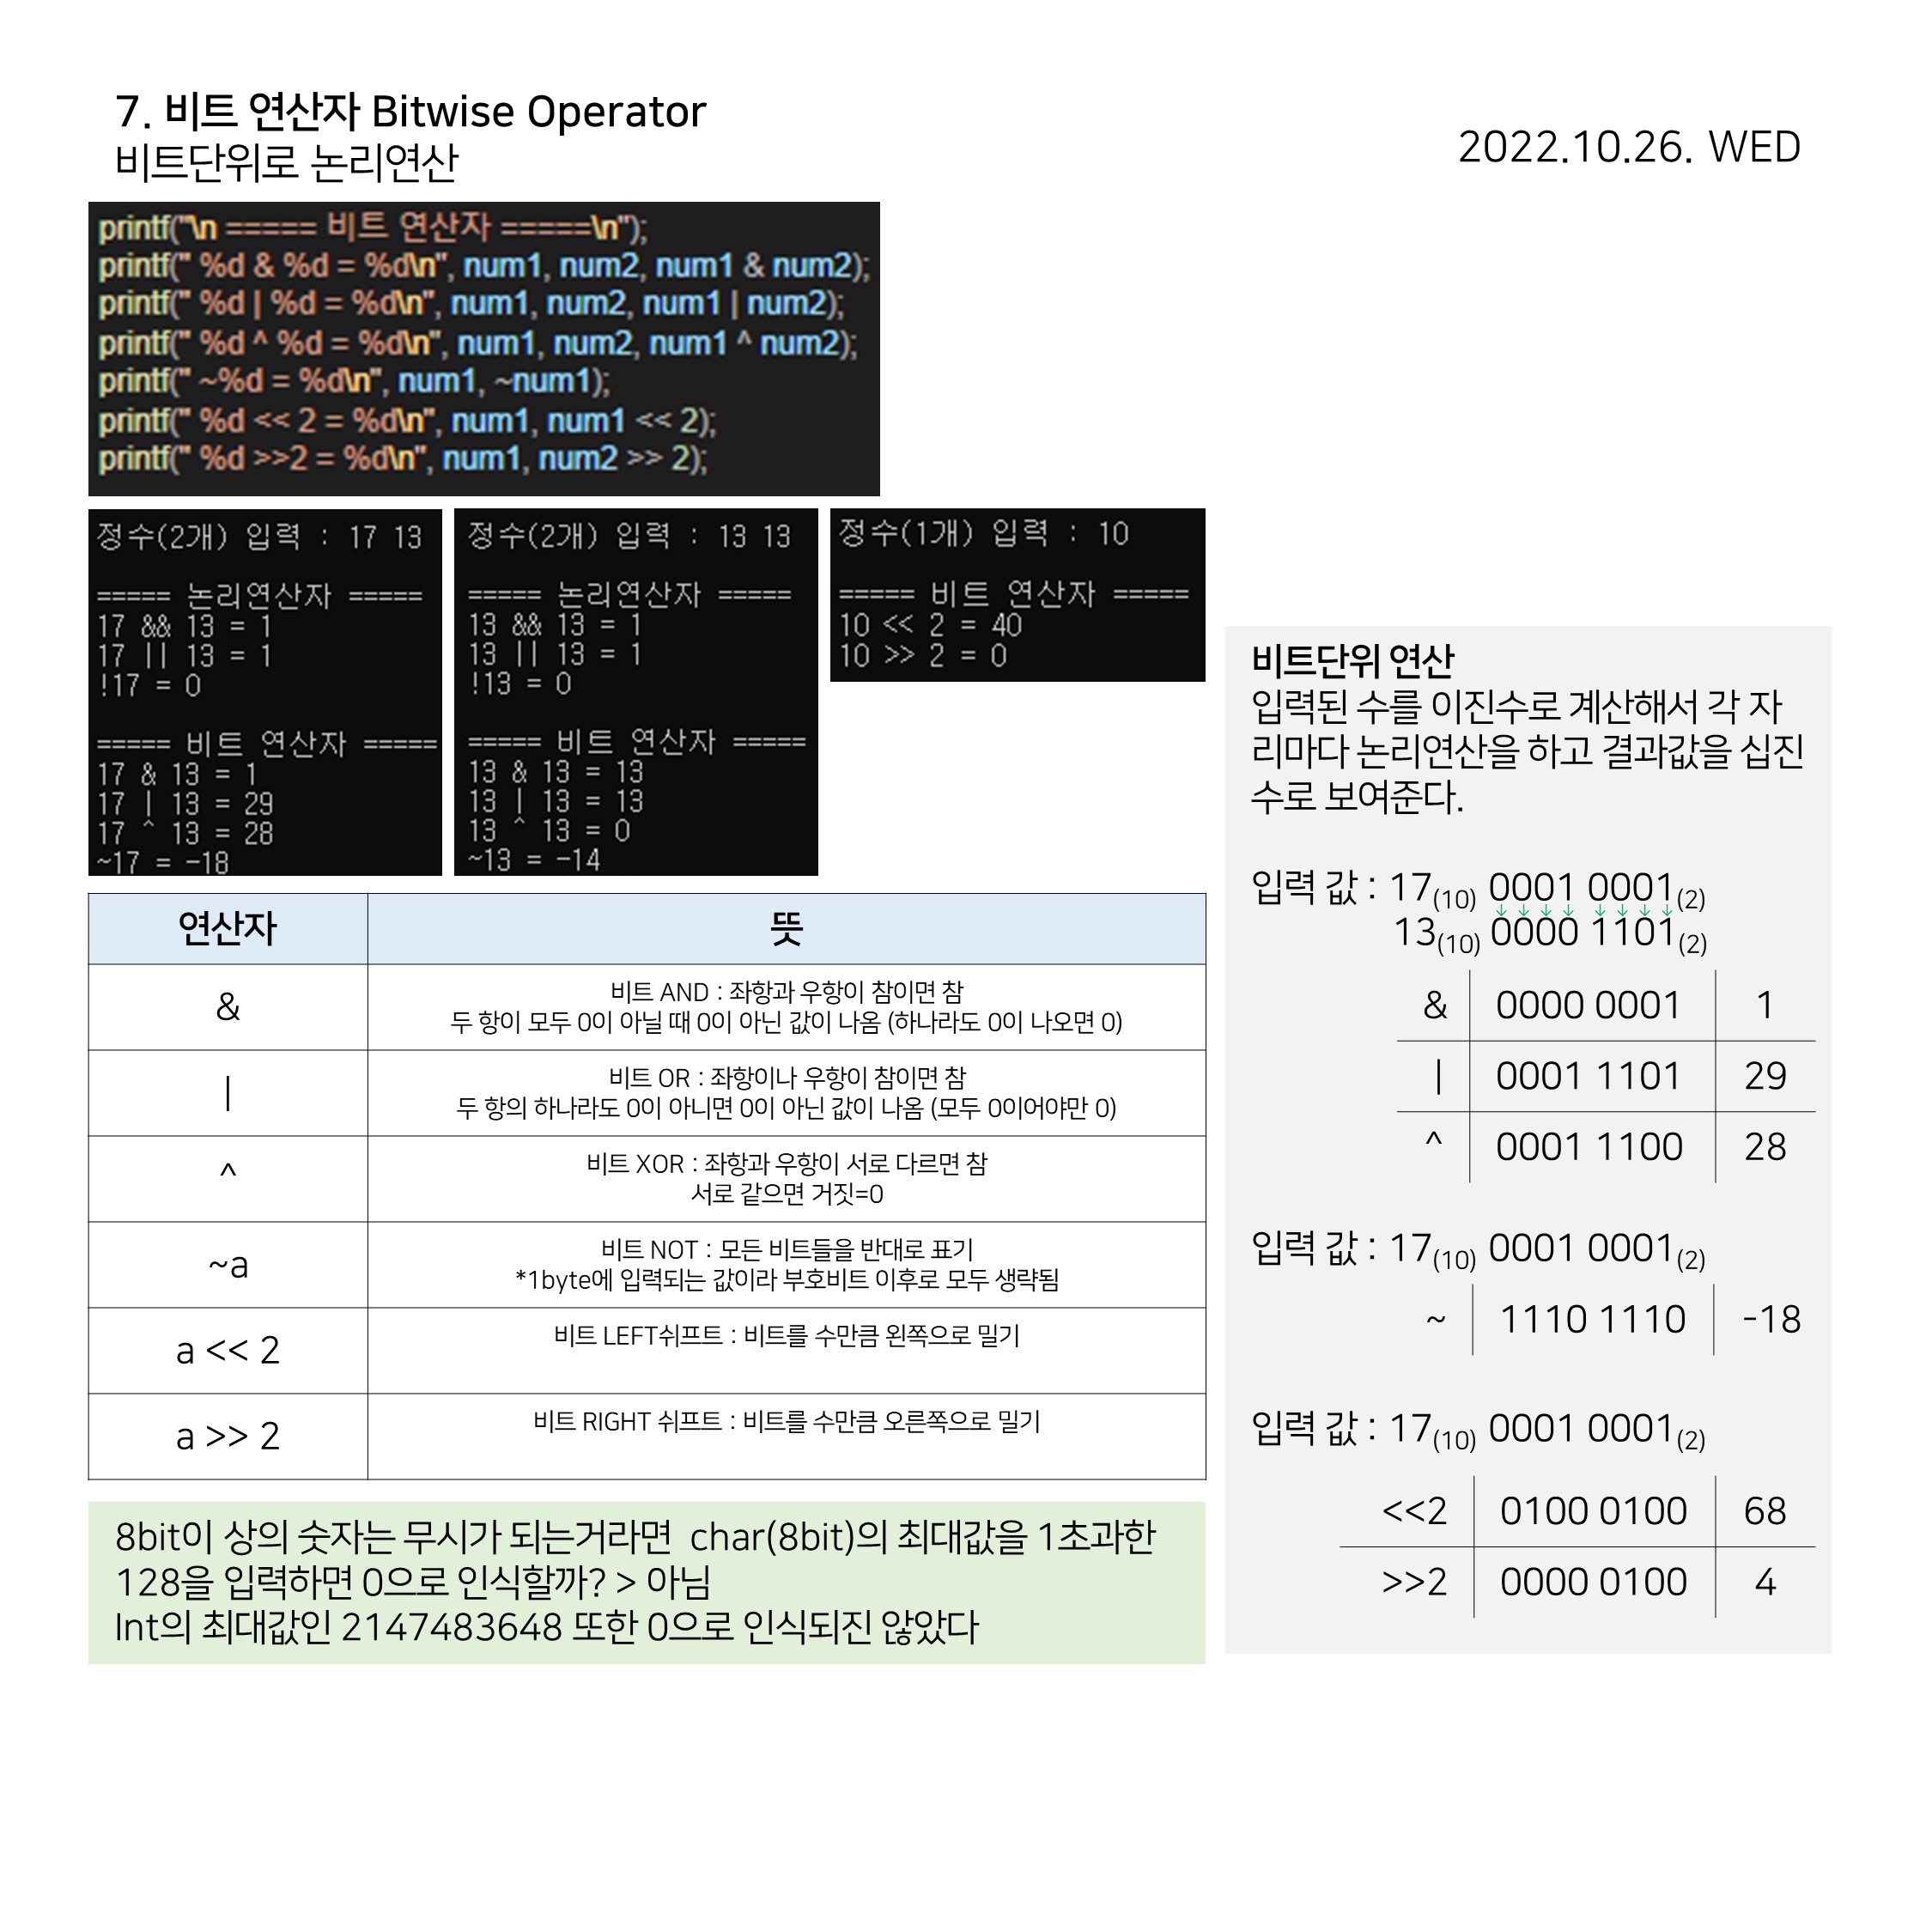 7. 비트 연산자 Bitwise Operator
비트단위로 논리연산
2022.10.26. WED
printf("\n ===== 비트 연산자 =====\n");
printf(" %d & %d = %d\n", num1, num2, num1 & num2);
printf(" %d | %d = %d\n", num1, num2, num1 | num2);
printf(" %d ^ %d = %d\n", num1, num2, num1 ^ num2);
printf(" ~%d = %d\n", num1, ~num1);
printf(" %d << 2 = %d\n", num1, num1 << 2);
printf(" %d >>2 = %d\n", num1, num2 >> 2);
정수(2개) 입력 : 17 13
===== 논리연산자 =====
17 && 13 = 1
17 || 13 = 1
!17 = 0
===== 비트 연산자 =====
17 & 13 = 1
17 | 13 = 29
17 ^ 13 = 28
~17 = -18
정수(2개) 입력 : 13 13
===== 논리연산자 =====
13 && 13 = 1
13 || 13 = 1
!13 = 0
===== 비트 연산자 =====
13 & 13 = 13
13 | 13 = 13
13 ^ 13 = 0
~13 = -14
정수(1개) 입력 : 10
===== 비트 연산자 =====
10 << 2 = 40
10 >> 2 = 0
연산자 뜻
& 비트 AND : 좌항과 우항이 참이면 참
두 항이 모두 0이 아닐 때 0이 아닌 값이 나옴 (하나라도 0이 나오면 0)
| 비트 OR : 좌항이나 우항이 참이면 참
두 항의 하나라도 0이 아니면 0이 아닌 값이 나옴 (모두 0이어야만 0)
^ 비트 XOR : 좌항과 우항이 서로 다르면 참
서로 같으면 거짓=0
~a 비트 NOT : 모든 비트들을 반대로 표기
*1byte에 입력되는 값이라 부호비트 이후로 모두 생략됨
a << 2 비트 LEFT쉬프트 : 비트를 수만큼 왼쪽으로 밀기
a >> 2 비트 RIGHT 쉬프트 : 비트를 수만큼 오른쪽으로 밀기
8bit이 상의 숫자는 무시가 되는거라면 char(8bit)의 최대값을 1초과한
128을 입력하면 0으로 인식할까? > 아님
Int의 최대값인 2147483648 또한 0으로 인식되진 않았다
비트단위 연산
입력된 수를 이진수로 계산해서 각 자
리마다 논리연산을 하고 결과값을 십진
수로 보여준다.
입력 값 : 17(10) 0001 0001(2)
↓ ↓ ↓ ↓ ↓ ↓ ↓ ↓
13(10) 0000 1101(2)
& 0000 0001 1
| 0001 1101 29
^ 0001 1100 28
입력 값 : 17(10) 0001 0001(2)
~ 1110 1110 -18
입력 값 : 17(10) 0001 0001(2)
<<2 0100 0100 68
>>2 0000 0100 4